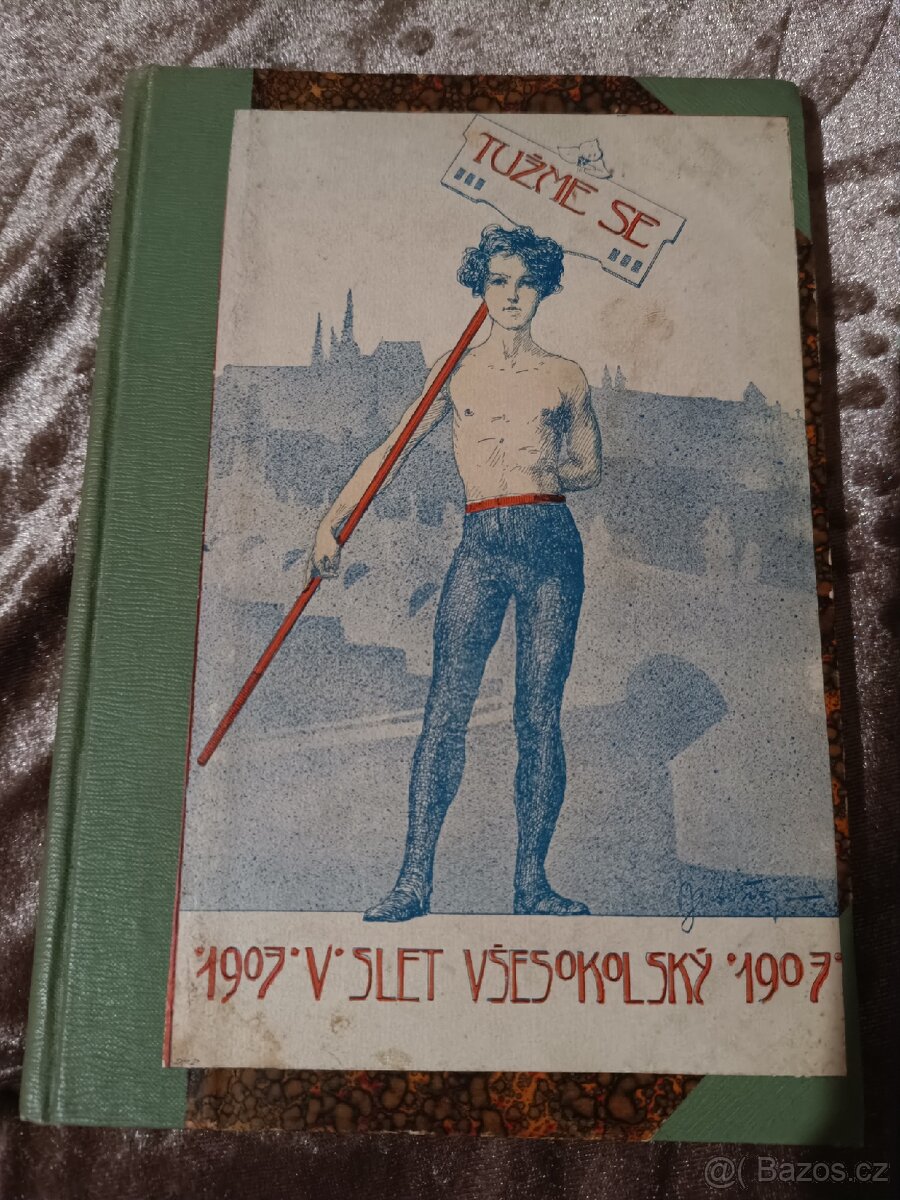 TUŽME SE
·1907·V·SLET VŠESOKOLSKÝ·1907·
@( Bazos.cz